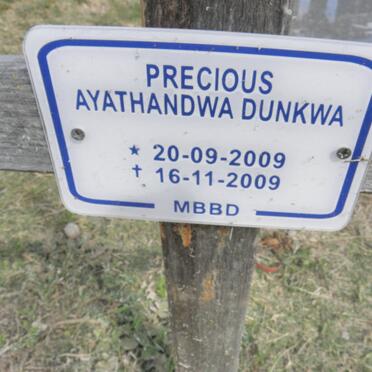 PRECIOUS
AYATHANDWA DUNKWA
★ 20-09-2009
✝ 16-11-2009
MBBD